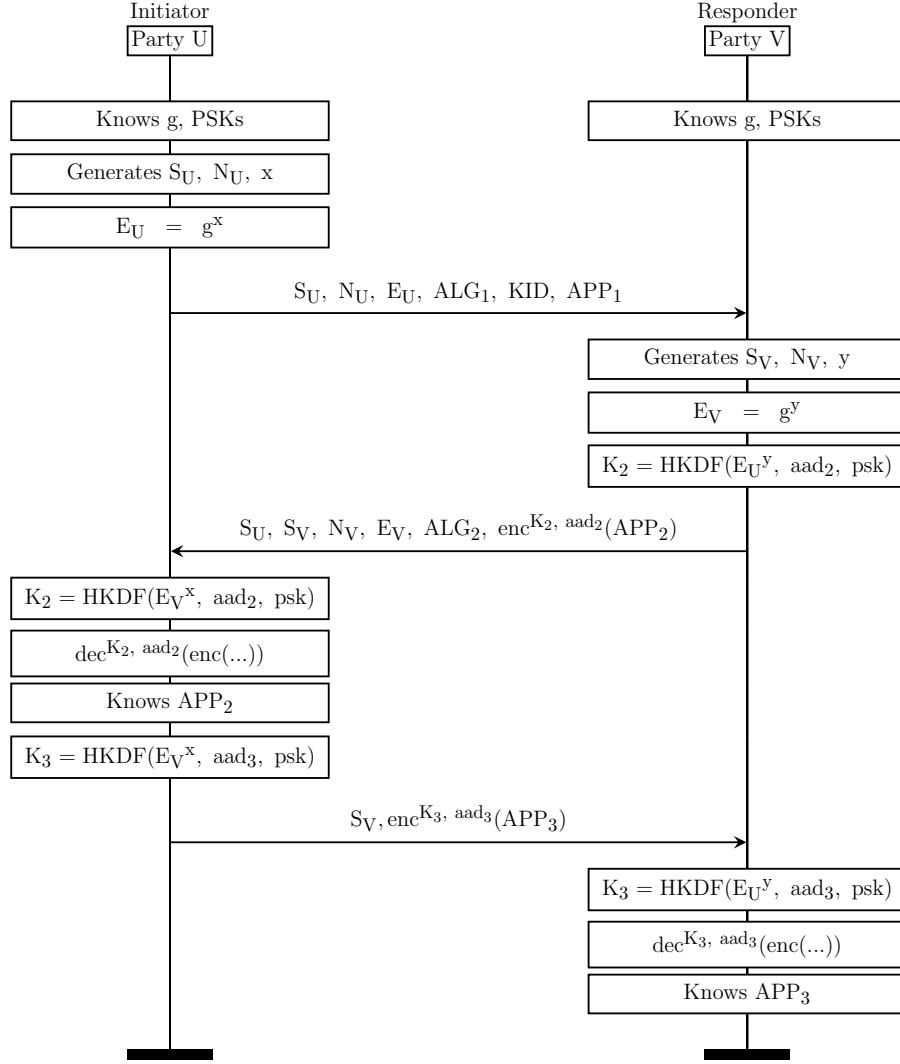 Initiator
Responder
Party U
Party V
Knows g, PSKs
Knows g, PSKs
Generates S_U, N_U, x
E_U = g^x
S_U, N_U, E_U, ALG_1, KID, APP_1
Generates S_V, N_V, y
E_V = g^y
K_2 = HKDF(E_U^y, aad_2, psk)
S_U, S_V, N_V, E_V, ALG_2, enc^{K_2, aad_2}(APP_2)
K_2 = HKDF(E_V^x, aad_2, psk)
dec^{K_2, aad_2}(enc(...))
Knows APP_2
K_3 = HKDF(E_V^x, aad_3, psk)
S_V, enc^{K_3, aad_3}(APP_3)
K_3 = HKDF(E_U^y, aad_3, psk)
dec^{K_3, aad_3}(enc(...))
Knows APP_3